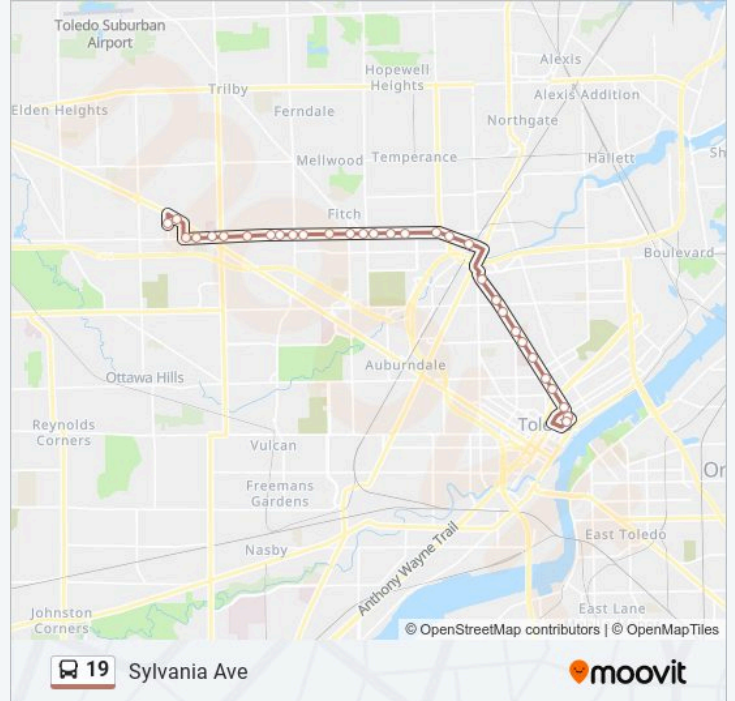 Toledo Suburban
Airport
Alexis
Hopewell
Heights
Trilby
Alexis Addition
Elden Heights
Ferndale
Northgate
Mellwood
Temperance
Hallett
Sh
Fitch
Boulevard
Auburndale
Ottawa Hills
Reynolds
Corners
Tole
Vulcan
Or
Freemans
Gardens
East Toledo
Nasby
Anthony Wayne Trail
East Lane
Johnston
Corners
© OpenStreetMap contributors | © OpenMapTiles
19 Sylvania Ave
moovit